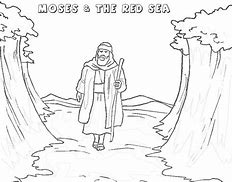 MOSES & THE RED SEA